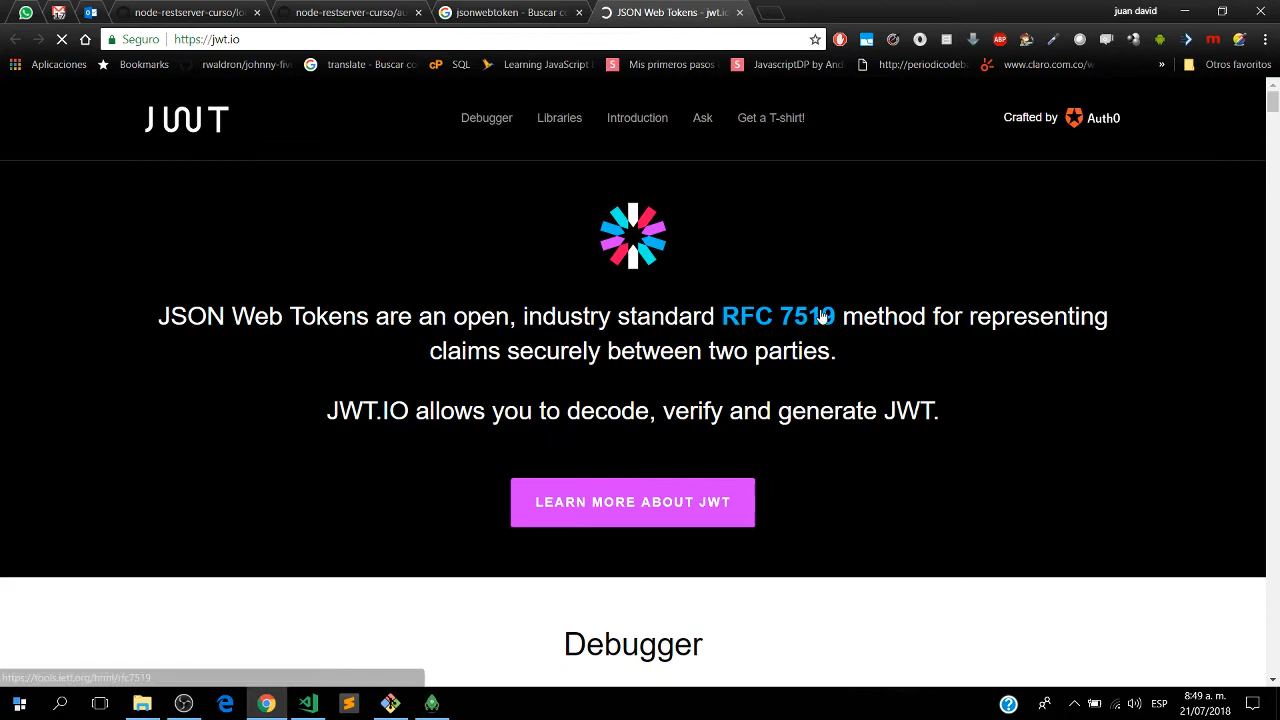 node-restserver-curso/lo
node-restserver-curso/au
jsonwebtoken - Buscar co
JSON Web Tokens - jwt.io
juan david
Seguro
https://jwt.io
ABP
Aplicaciones
Bookmarks
rwaldron/johnny-five
translate - Buscar co
SQL
Learning JavaScript
Mis primeros pasos
JavascriptDP by And
http://periodicodeba
www.claro.com.co/w
»
Otros favoritos
JWT
Debugger
Libraries
Introduction
Ask
Get a T-shirt!
Crafted by
Auth0
JSON Web Tokens are an open, industry standard RFC 7519 method for representing
claims securely between two parties.
JWT.IO allows you to decode, verify and generate JWT.
LEARN MORE ABOUT JWT
Debugger
https://tools.ietf.org/html/rfc7519
ESP
8:49 a. m.
21/07/2018